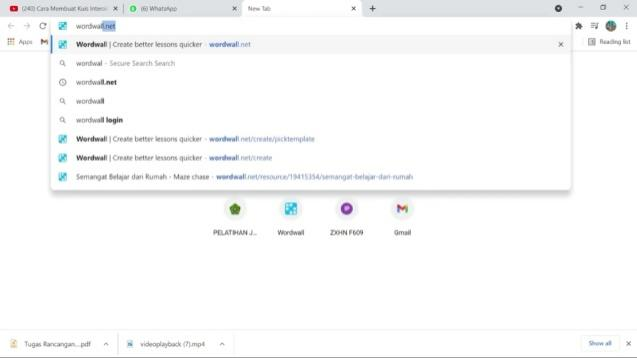 (240) Cara Membuat Kuis Interak
(6) WhatsApp
New Tab
wordwall.net
Apps
Reading list
Wordwall | Create better lessons quicker - wordwall.net
wordwal - Secure Search Search
wordwall.net
wordwall
wordwall login
Wordwall | Create better lessons quicker - wordwall.net/create/picktemplate
Wordwall | Create better lessons quicker - wordwall.net/create
Semangat Belajar dari Rumah - Maze chase - wordwall.net/resource/19415354/semangat-belajar-dari-rumah
PELATIHAN J...
Wordwall
ZXHN F609
Gmail
Tugas Rancangan....pdf
videoplayback (7).mp4
Show all